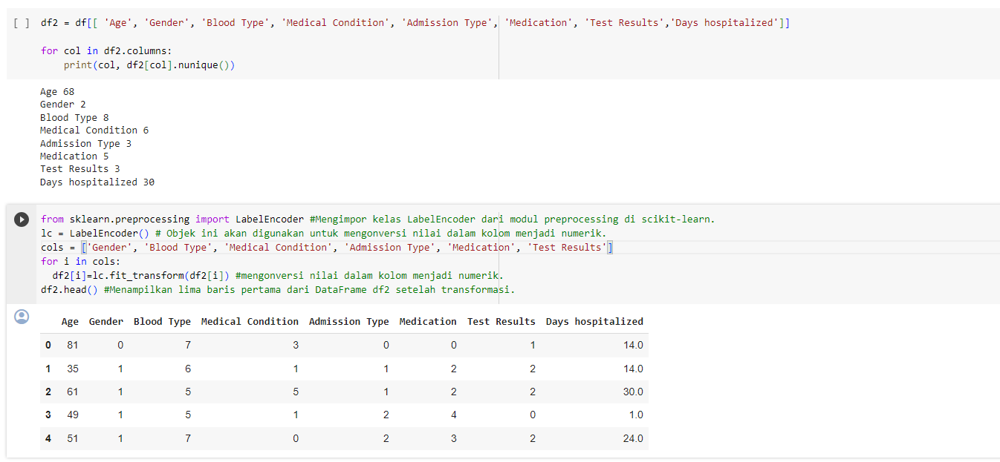 [ ] df2 = df[[ 'Age', 'Gender', 'Blood Type', 'Medical Condition', 'Admission Type', 'Medication', 'Test Results','Days hospitalized']]
for col in df2.columns:
    print(col, df2[col].nunique())
Age 68
Gender 2
Blood Type 8
Medical Condition 6
Admission Type 3
Medication 5
Test Results 3
Days hospitalized 30
from sklearn.preprocessing import LabelEncoder #Mengimpor kelas LabelEncoder dari modul preprocessing di scikit-learn.
lc = LabelEncoder() # Objek ini akan digunakan untuk mengonversi nilai dalam kolom menjadi numerik.
cols = ['Gender', 'Blood Type', 'Medical Condition', 'Admission Type', 'Medication', 'Test Results']
for i in cols:
  df2[i]=lc.fit_transform(df2[i]) #mengonversi nilai dalam kolom menjadi numerik.
df2.head() #Menampilkan lima baris pertama dari DataFrame df2 setelah transformasi.
Age Gender Blood Type Medical Condition Admission Type Medication Test Results Days hospitalized
0 81 0 7 3 0 0 1 14.0
1 35 1 6 1 1 2 2 14.0
2 61 1 5 5 1 2 2 30.0
3 49 1 5 1 2 4 0 1.0
4 51 1 7 0 2 3 2 24.0